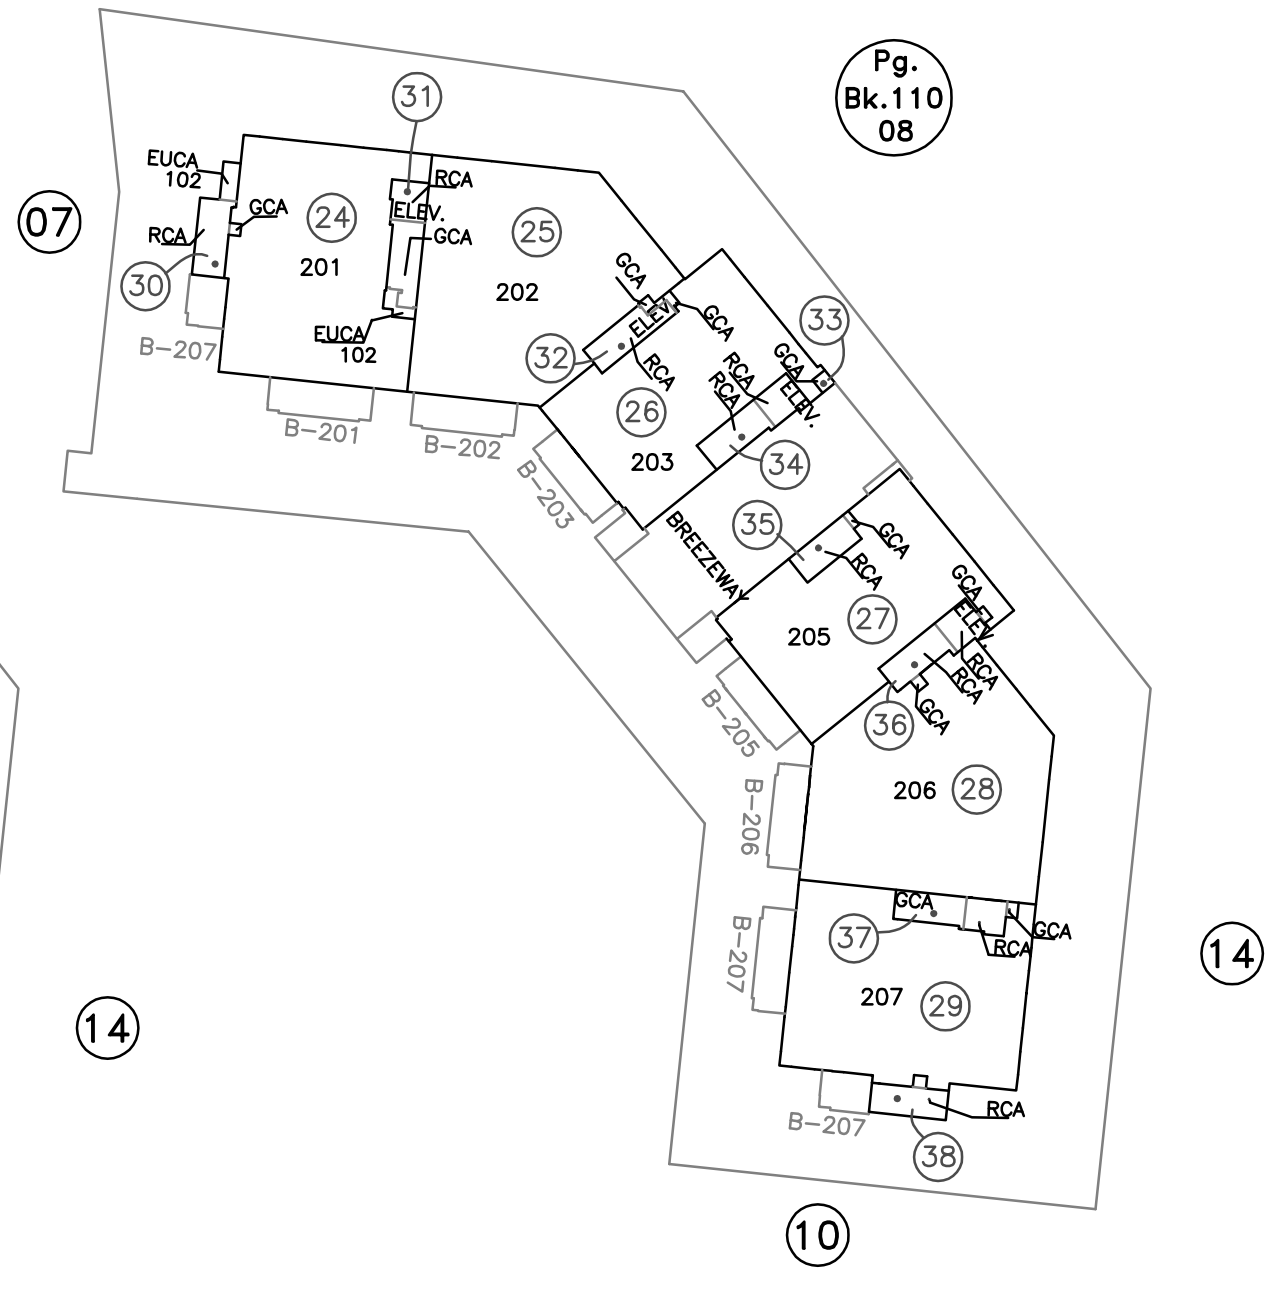 Pg.
Bk.110
08
31
EUCA
102
RCA
07
GCA
24
ELEV.
25
RCA
GCA
201
30
202
GCA
ELEV.
GCA
33
EUCA
102
B-207
32
RCA
GCA
RCA
RCA
ELEV.
26
B-201
B-202
203
34
B-203
BREEZEWAY
35
GCA
RCA
GCA
27
205
ELEV.
RCA
RCA
36
GCA
B-205
206
28
B-206
GCA
37
GCA
RCA
B-207
14
207
29
14
RCA
B-207
38
10